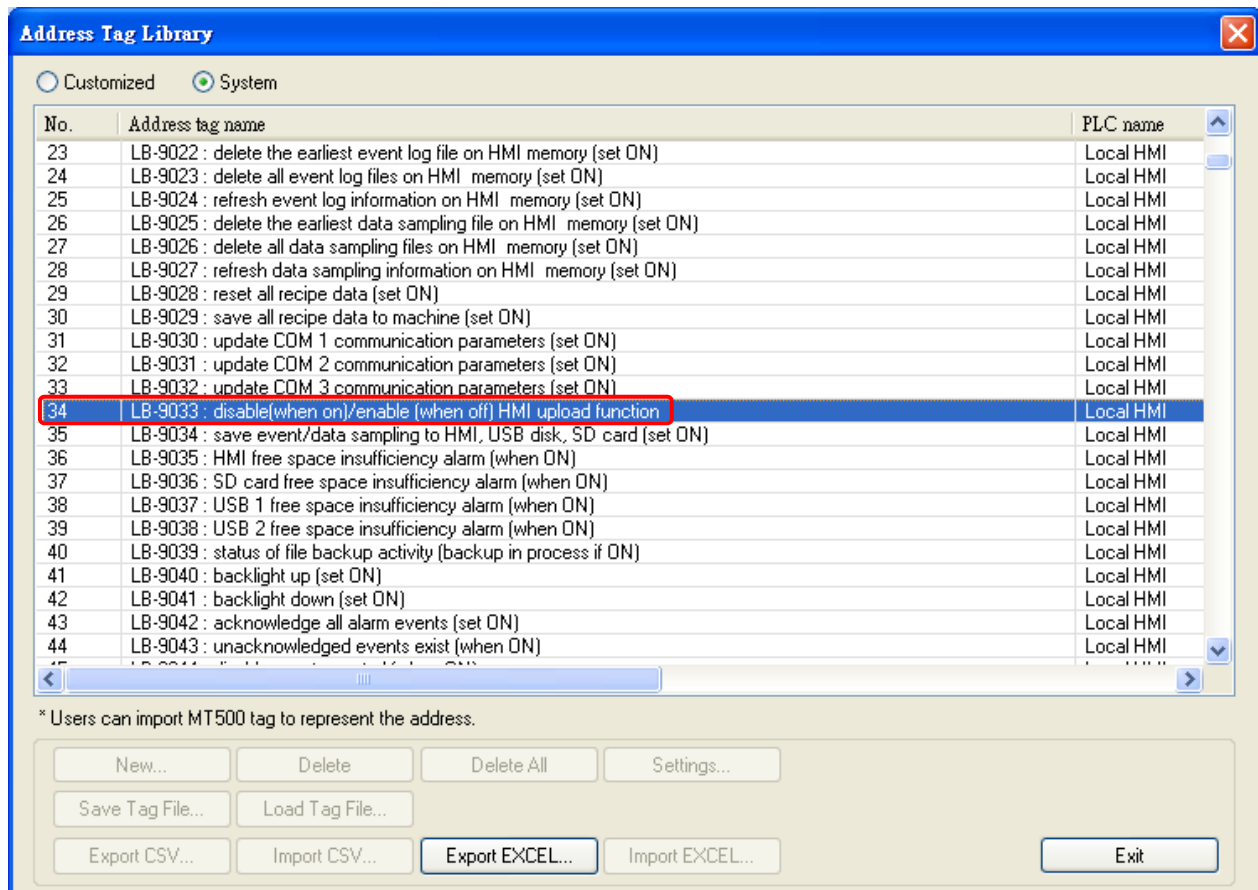 Address Tag Library
Customized System
No. Address tag name PLC name
23 LB-9022 : delete the earliest event log file on HMI memory (set ON) Local HMI
24 LB-9023 : delete all event log files on HMI memory (set ON) Local HMI
25 LB-9024 : refresh event log information on HMI memory (set ON) Local HMI
26 LB-9025 : delete the earliest data sampling file on HMI memory (set ON) Local HMI
27 LB-9026 : delete all data sampling files on HMI memory (set ON) Local HMI
28 LB-9027 : refresh data sampling information on HMI memory (set ON) Local HMI
29 LB-9028 : reset all recipe data (set ON) Local HMI
30 LB-9029 : save all recipe data to machine (set ON) Local HMI
31 LB-9030 : update COM 1 communication parameters (set ON) Local HMI
32 LB-9031 : update COM 2 communication parameters (set ON) Local HMI
33 LB-9032 : update COM 3 communication parameters (set ON) Local HMI
34 LB-9033 : disable(when on)/enable (when off) HMI upload function Local HMI
35 LB-9034 : save event/data sampling to HMI, USB disk, SD card (set ON) Local HMI
36 LB-9035 : HMI free space insufficiency alarm (when ON) Local HMI
37 LB-9036 : SD card free space insufficiency alarm (when ON) Local HMI
38 LB-9037 : USB 1 free space insufficiency alarm (when ON) Local HMI
39 LB-9038 : USB 2 free space insufficiency alarm (when ON) Local HMI
40 LB-9039 : status of file backup activity (backup in process if ON) Local HMI
41 LB-9040 : backlight up (set ON) Local HMI
42 LB-9041 : backlight down (set ON) Local HMI
43 LB-9042 : acknowledge all alarm events (set ON) Local HMI
44 LB-9043 : unacknowledged events exist (when ON) Local HMI
* Users can import MT500 tag to represent the address.
New... Delete Delete All Settings...
Save Tag File... Load Tag File...
Export CSV... Import CSV... Export EXCEL... Import EXCEL... Exit